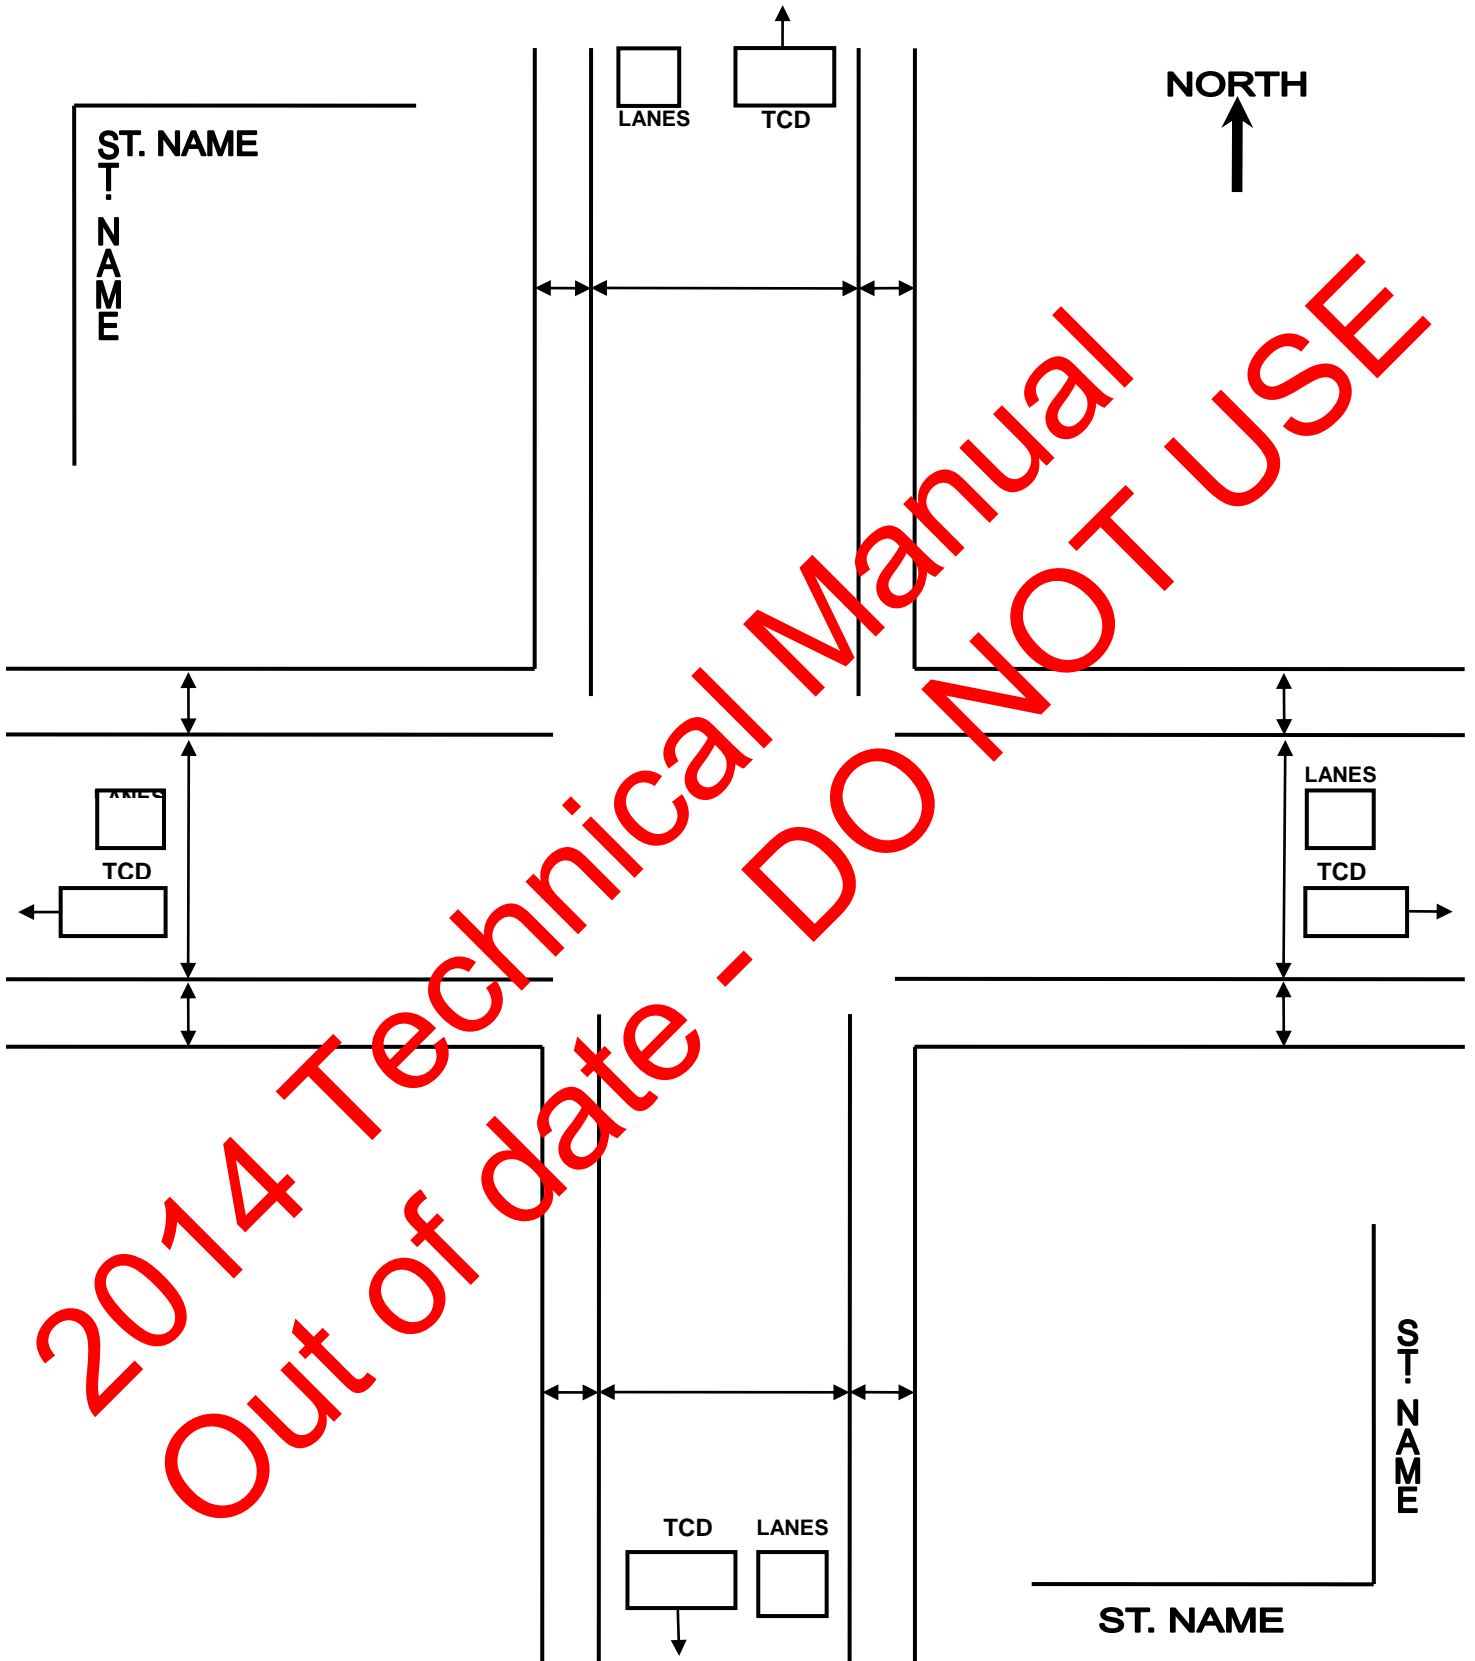 LANES
TCD
NORTH
ST. NAME
ST. NAME
2014 Technical Manual
Out of date - DO NOT USE
LANES
TCD
LANES
TCD
TCD
LANES
ST. NAME
ST. NAME